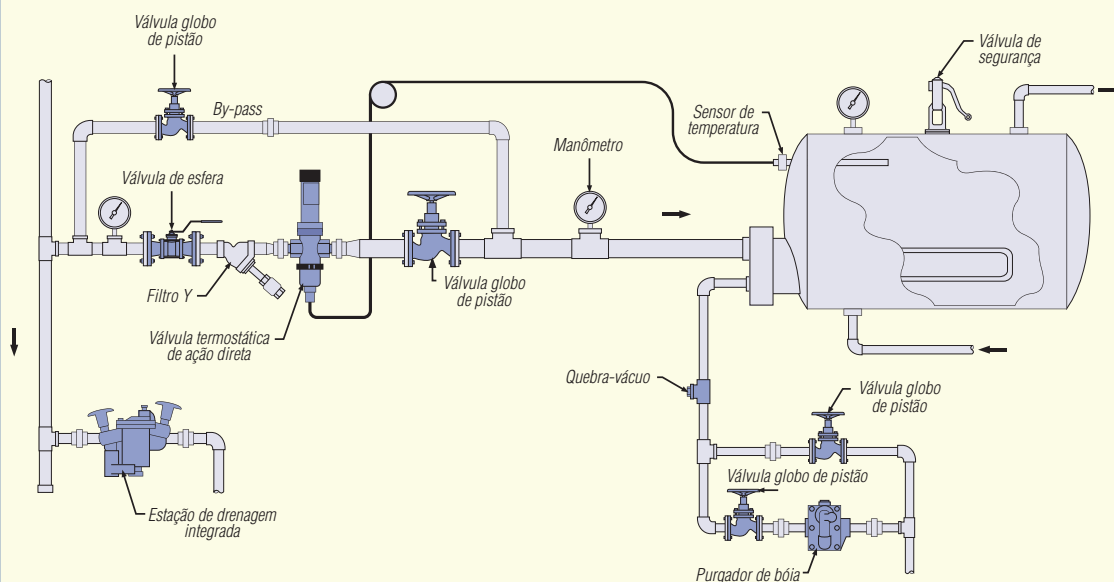 Válvula globo
de pistão
By-pass
Válvula de
segurança
Sensor de
temperatura
Manômetro
Válvula de esfera
Filtro Y
Válvula globo
de pistão
Válvula termostática
de ação direta
Quebra-vácuo
Válvula globo
de pistão
Válvula globo de pistão
Estação de drenagem
integrada
Purgador de bóia